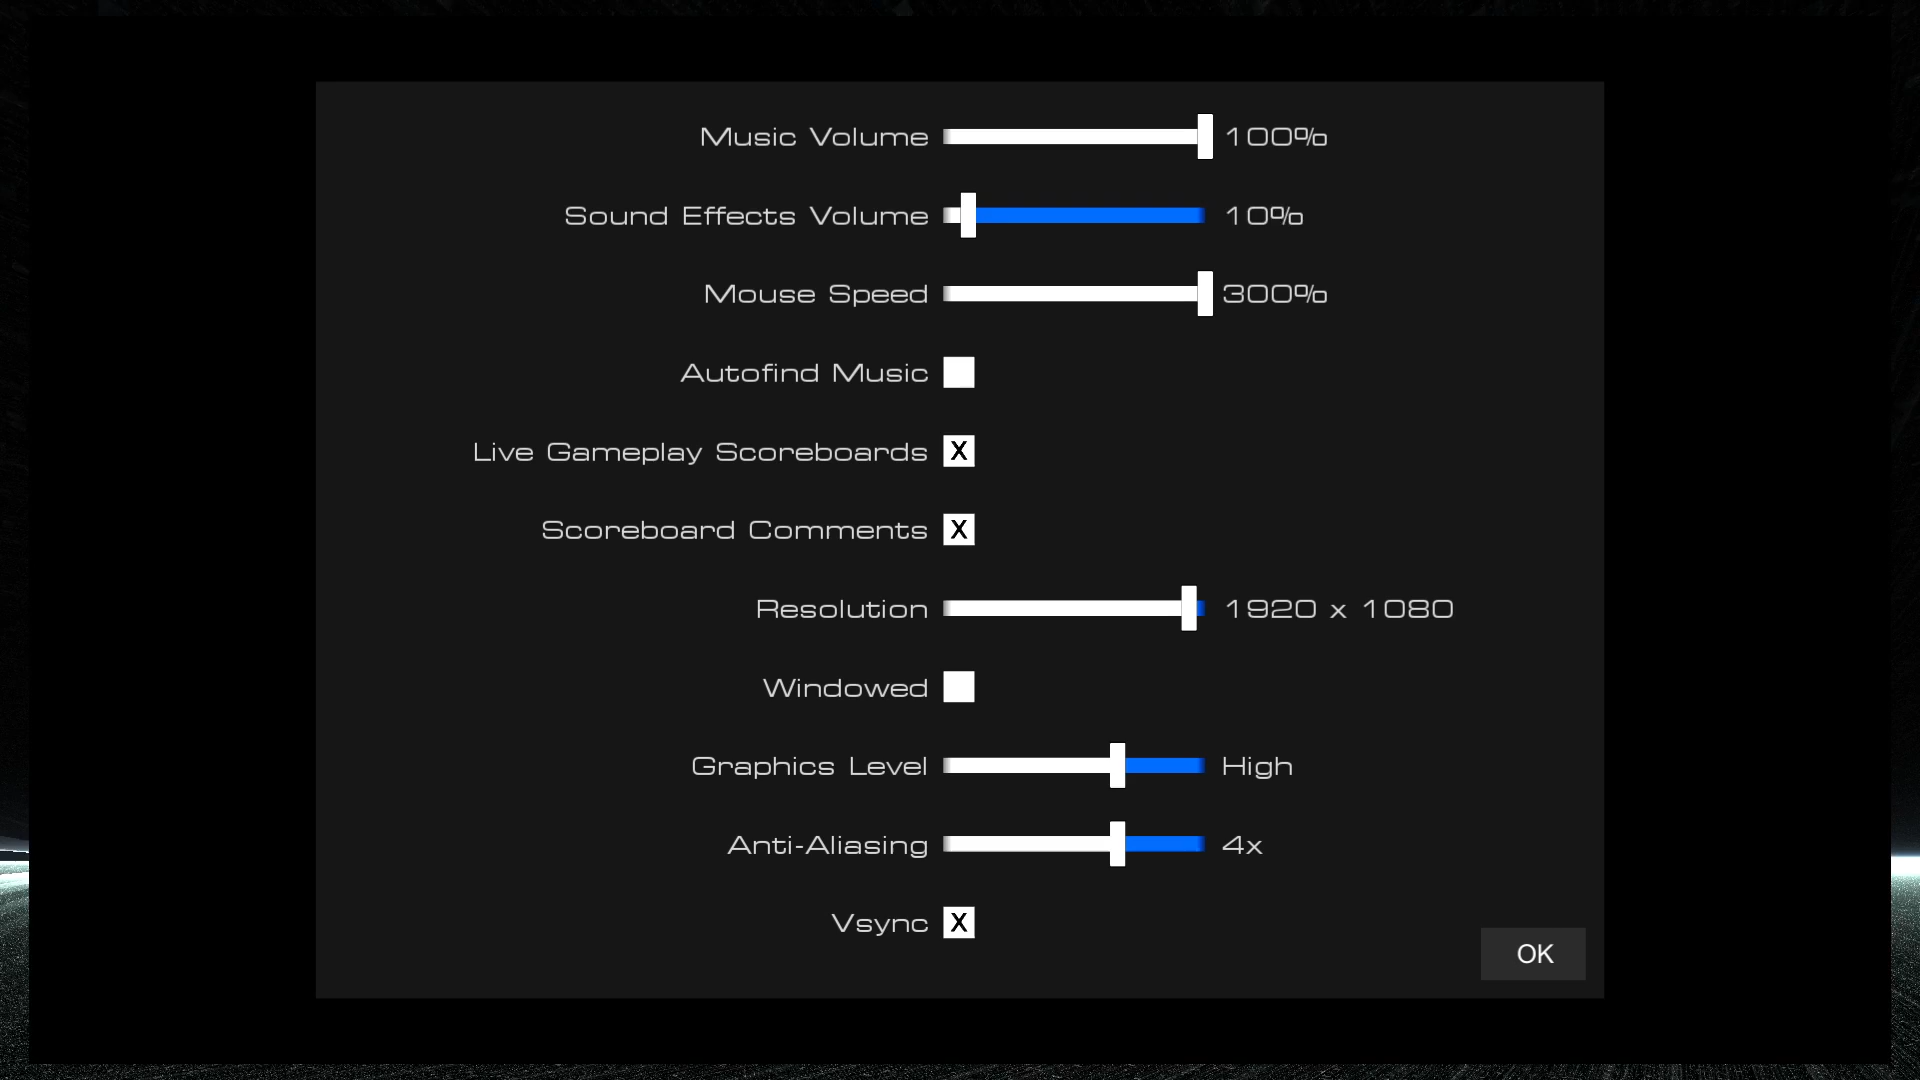 Music Volume 100%
Sound Effects Volume 10%
Mouse Speed 300%
Autofind Music
Live Gameplay Scoreboards X
Scoreboard Comments X
Resolution 1920 x 1080
Windowed
Graphics Level High
Anti-Aliasing 4x
Vsync X
OK